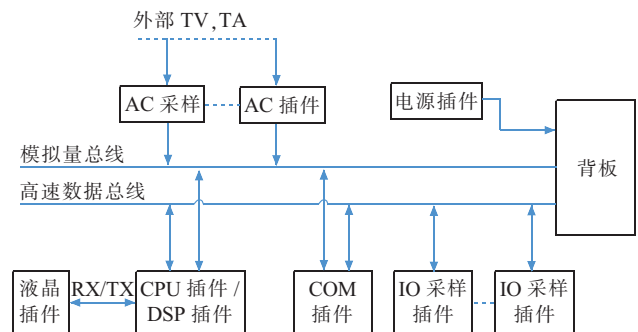 外部 TV,TA
AC 采样
AC 插件
电源插件
背板
模拟量总线
高速数据总线
液晶
插件
RX/TX
CPU 插件 /
DSP 插件
COM
插件
IO 采样
插件
IO 采样
插件